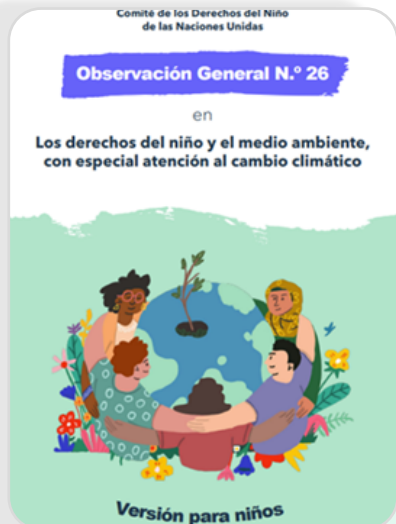 Comité de los Derechos del Niño
de las Naciones Unidas
Observación General N.º 26
en
Los derechos del niño y el medio ambiente,
con especial atención al cambio climático
Versión para niños